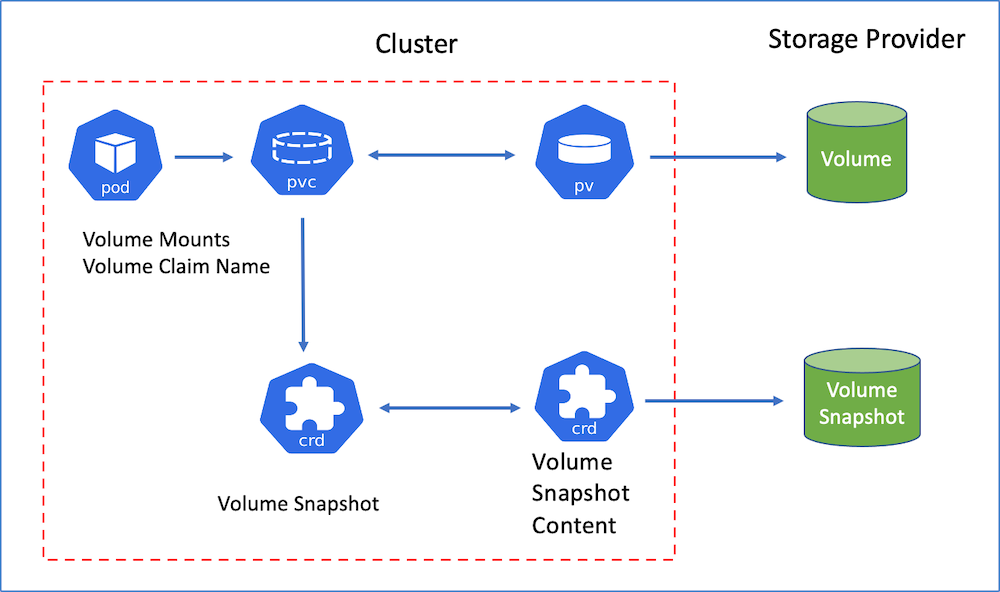 Cluster
Storage Provider
pod
pvc
pv
Volume
Volume Mounts
Volume Claim Name
crd
crd
Volume
Snapshot
Volume Snapshot
Volume
Snapshot
Content